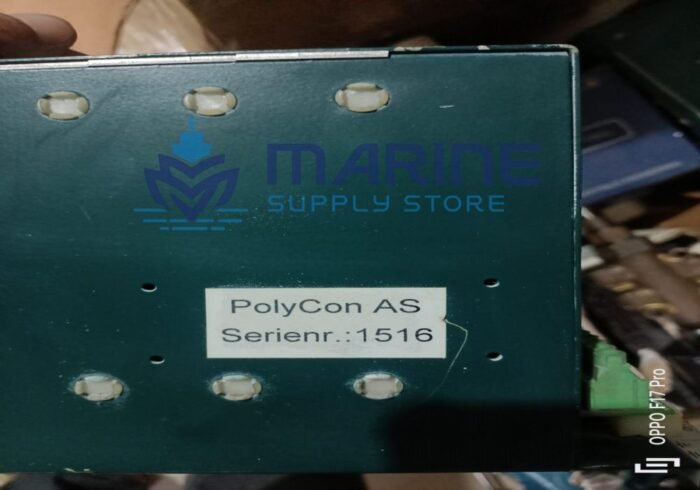 MARINE
SUPPLY STORE
PolyCon AS
Serienr.:1516
OPPO F17 Pro